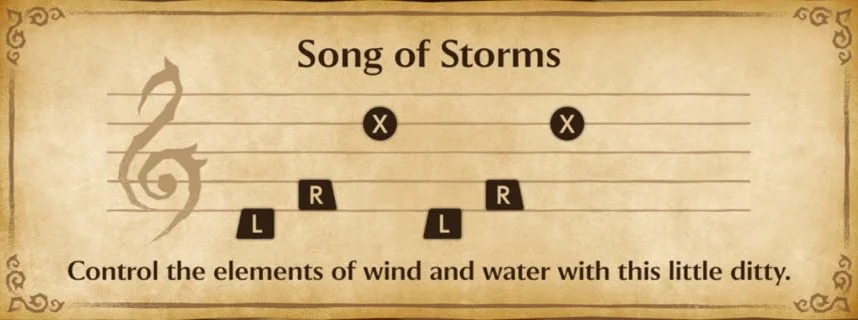 Song of Storms
L R X L R X
Control the elements of wind and water with this little ditty.